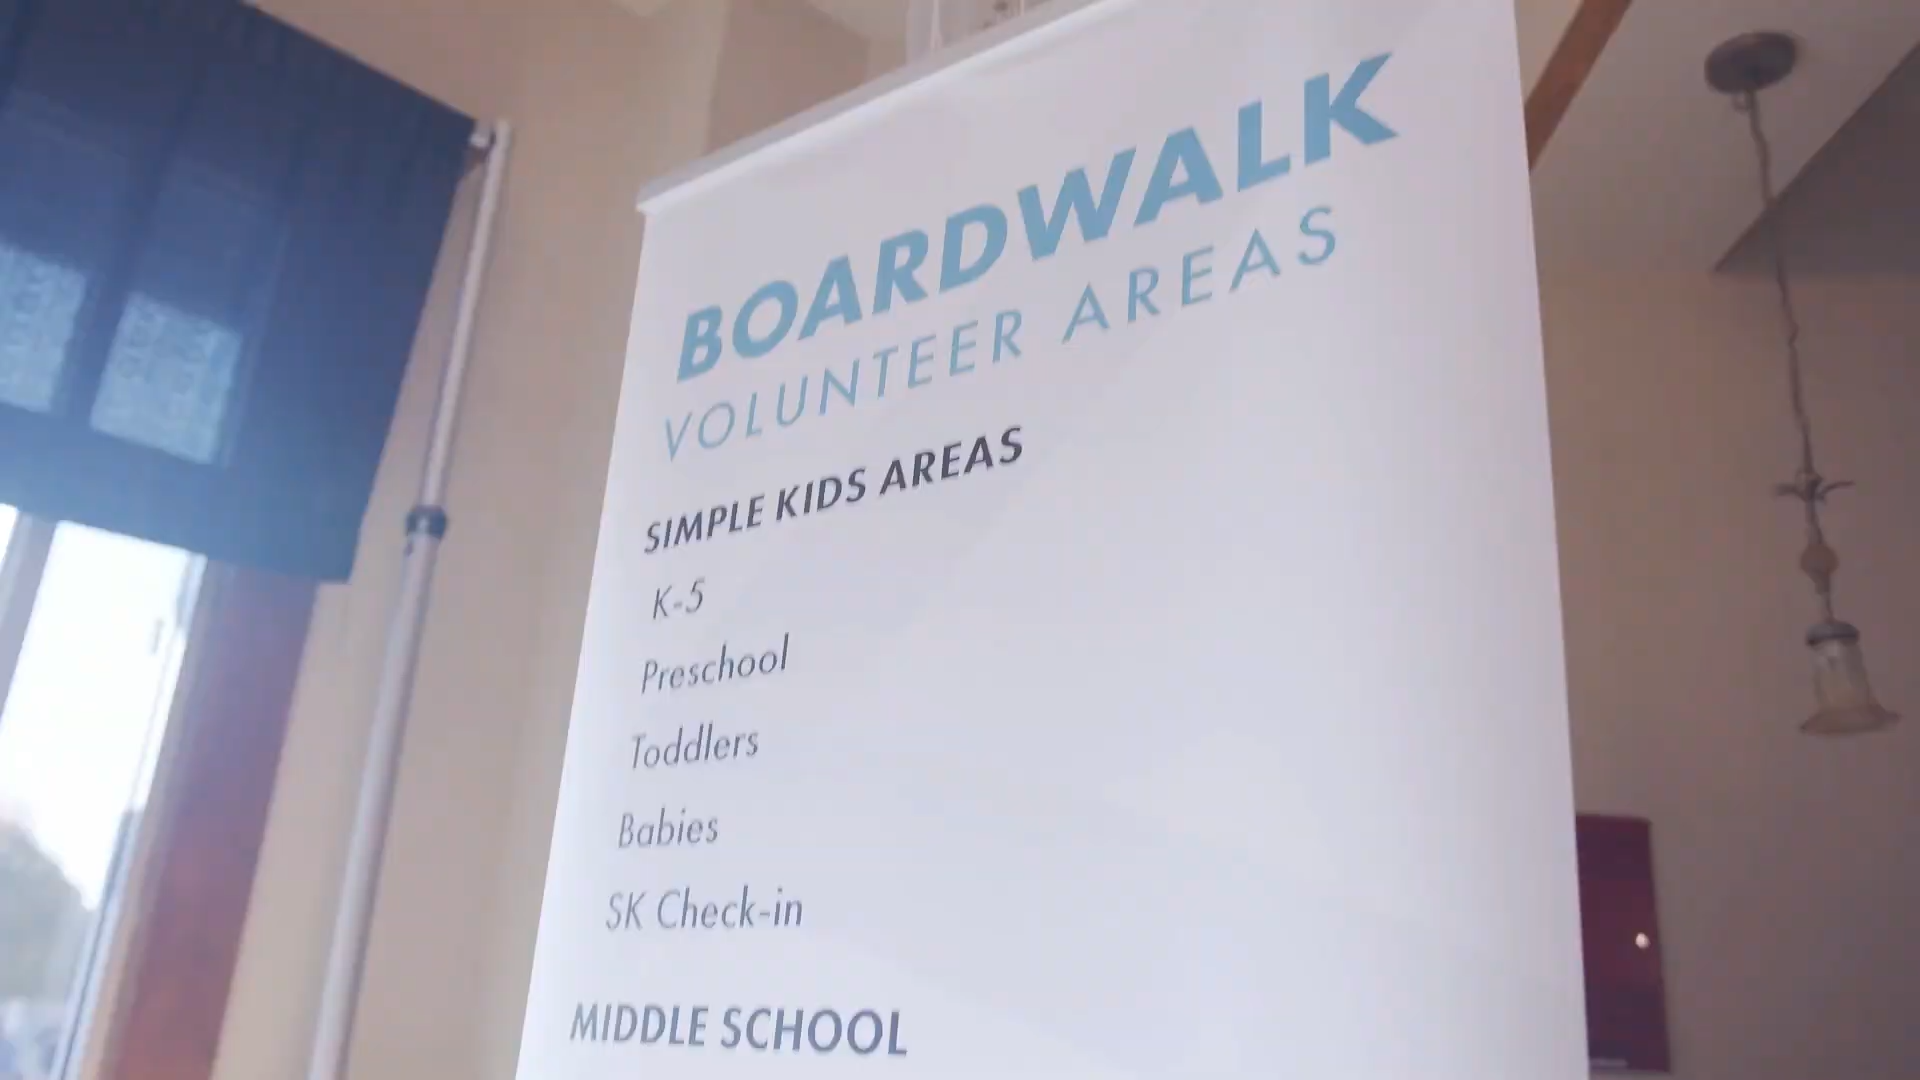 BOARDWALK
VOLUNTEER AREAS
SIMPLE KIDS AREAS
K-5
Preschool
Toddlers
Babies
SK Check-in
MIDDLE SCHOOL